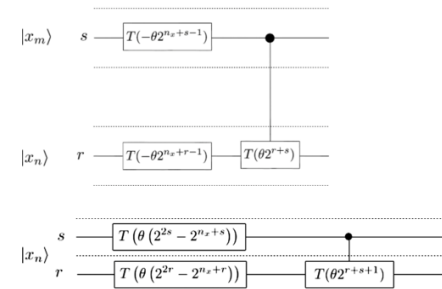 |x_m⟩ s T(−θ2^{n_x+s−1})
|x_n⟩ r T(−θ2^{n_x+r−1}) T(θ2^{r+s})
s T(θ(2^{2s} − 2^{n_x+s}))
|x_n⟩
r T(θ(2^{2r} − 2^{n_x+r})) T(θ2^{r+s+1})